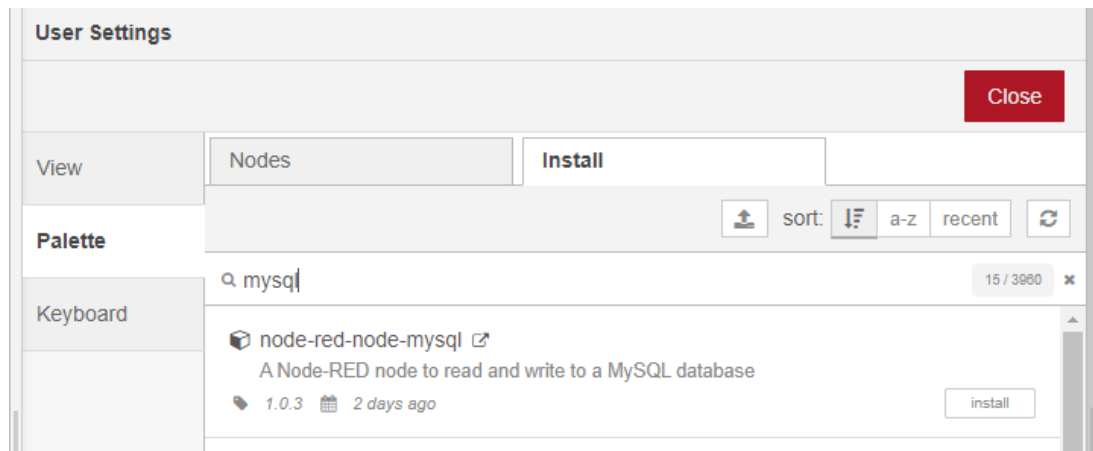 User Settings
Close
View
Nodes
Install
sort:
a-z
recent
Palette
mysql
15 / 3960
Keyboard
node-red-node-mysql
A Node-RED node to read and write to a MySQL database
1.0.3
2 days ago
install